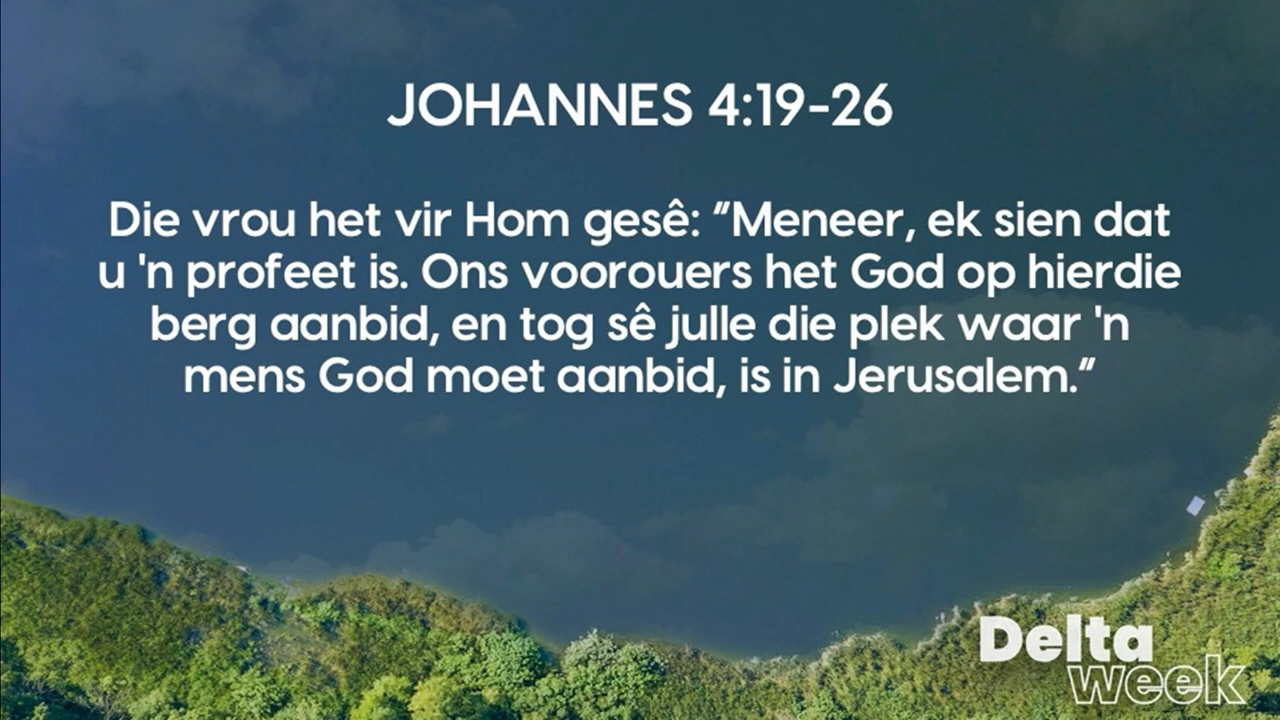 JOHANNES 4:19-26
Die vrou het vir Hom gesê: "Meneer, ek sien dat
u 'n profeet is. Ons voorouers het God op hierdie
berg aanbid, en tog sê julle die plek waar 'n
mens God moet aanbid, is in Jerusalem."
Delta
week